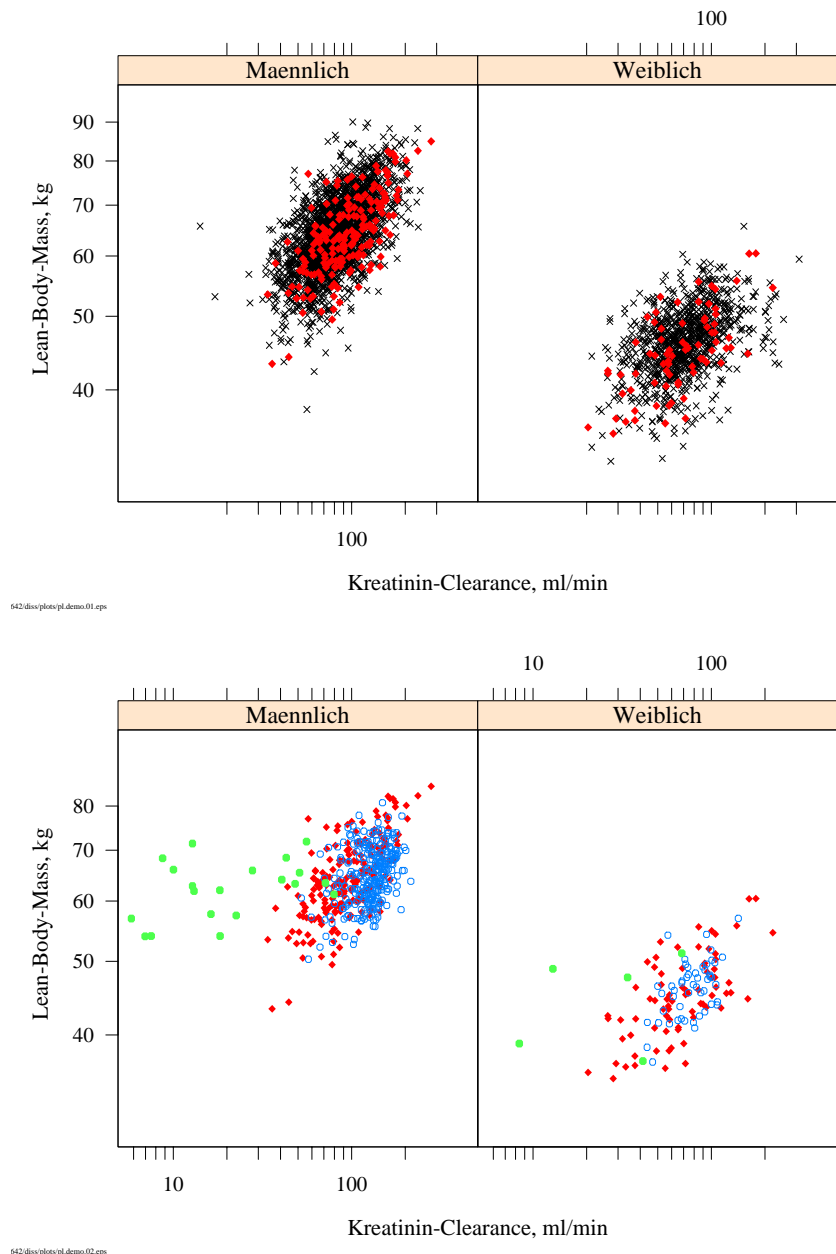 100
Maennlich Weiblich
90
80
70
60
50
40
Lean-Body-Mass, kg
100
Kreatinin-Clearance, ml/min
642/diss/plots/pl.demo.01.eps
10 100
Maennlich Weiblich
80
70
60
50
40
Lean-Body-Mass, kg
10 100
Kreatinin-Clearance, ml/min
642/diss/plots/pl.demo.02.eps